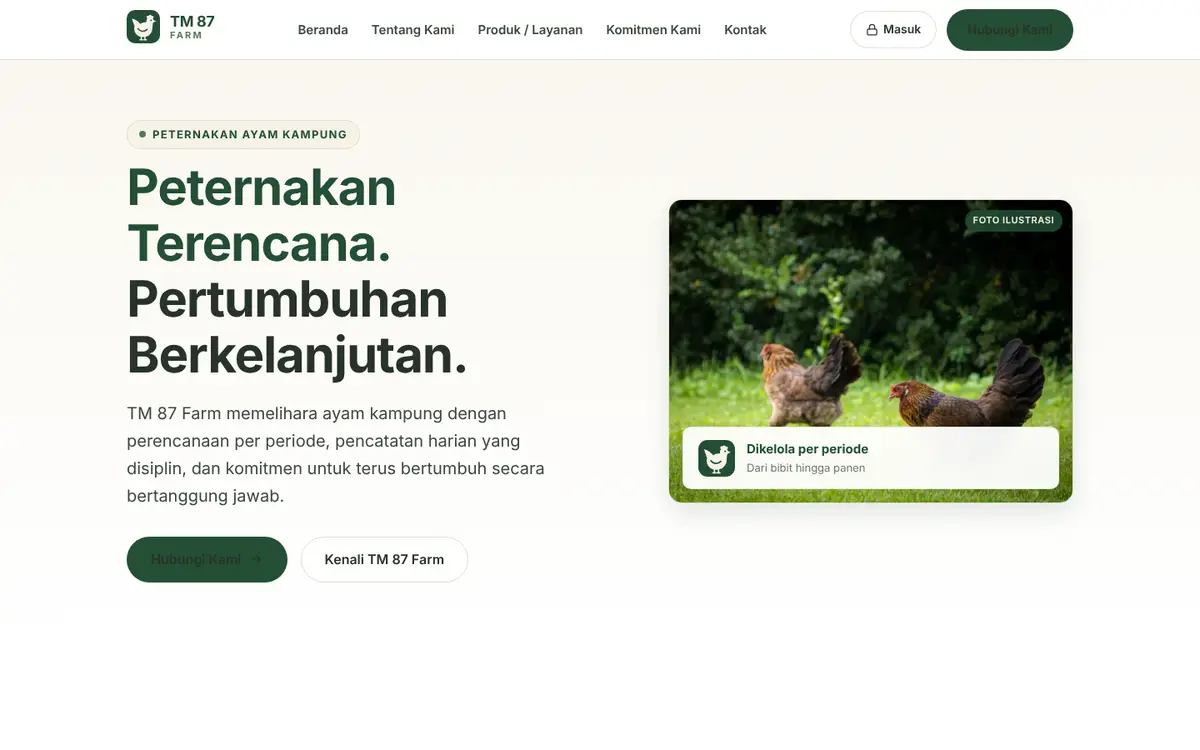 TM 87
FARM
Beranda
Tentang Kami
Produk / Layanan
Komitmen Kami
Kontak
Masuk
Hubungi Kami
PETERNAKAN AYAM KAMPUNG
Peternakan
Terencana.
Pertumbuhan
Berkelanjutan.
TM 87 Farm memelihara ayam kampung dengan
perencanaan per periode, pencatatan harian yang
disiplin, dan komitmen untuk terus bertumbuh secara
bertanggung jawab.
Hubungi Kami →
Kenali TM 87 Farm
FOTO ILUSTRASI
Dikelola per periode
Dari bibit hingga panen